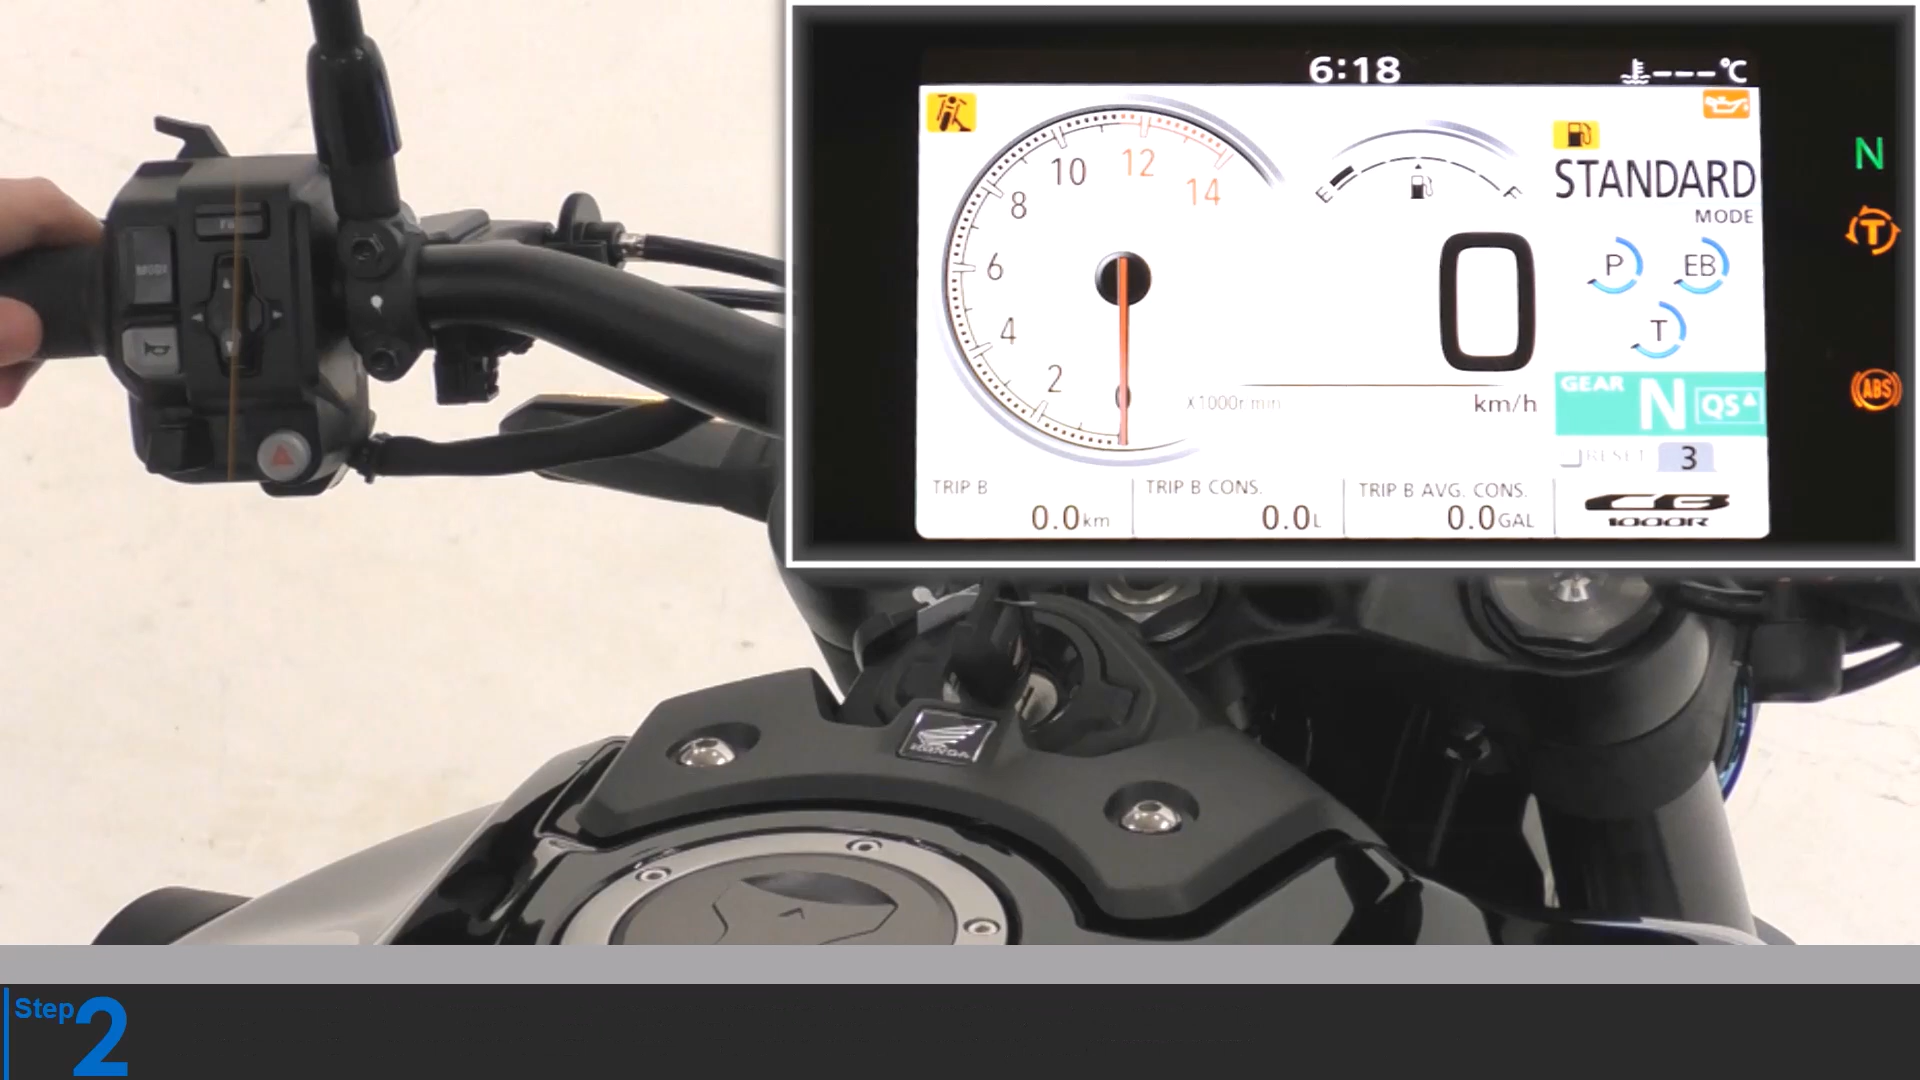 6:18
---°C
10
12
14
8
6
4
2
0
X1000r/min
E
F
STANDARD
MODE
P
EB
T
0
km/h
GEAR
N
QS
RESET
3
TRIP B
0.0km
TRIP B CONS.
0.0L
TRIP B AVG. CONS.
0.0GAL
CB
1000R
N
T
ABS
MODE
HONDA
Step 2